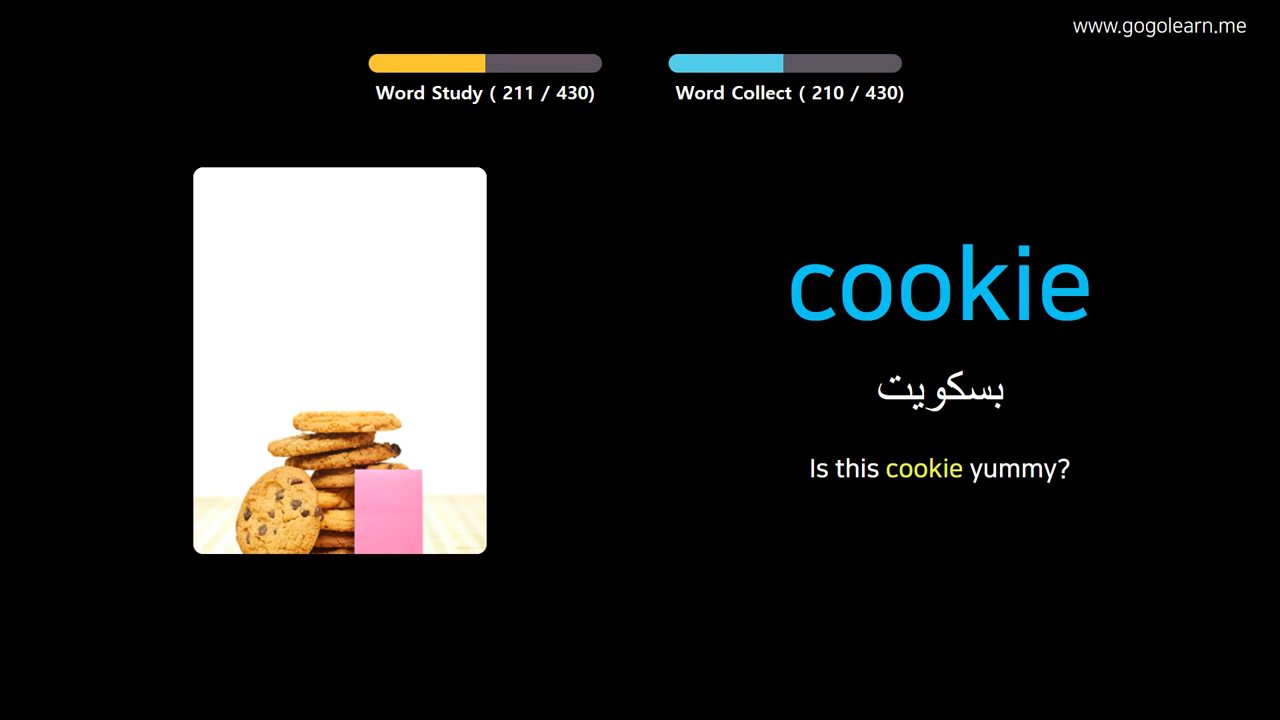 www.gogolearn.me
Word Study ( 211 / 430)
Word Collect ( 210 / 430)
cookie
بسكويت
Is this cookie yummy?